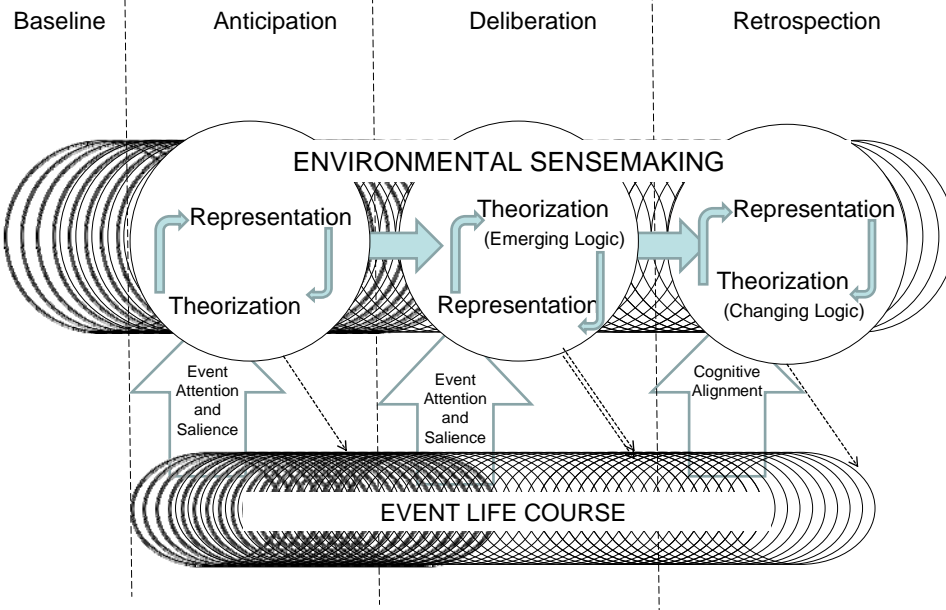 Baseline
Anticipation
Deliberation
Retrospection
ENVIRONMENTAL SENSEMAKING
Representation
Theorization
Theorization
(Emerging Logic)
Representation
Representation
Theorization
(Changing Logic)
Event
Attention
and
Salience
Event
Attention
and
Salience
Cognitive
Alignment
EVENT LIFE COURSE